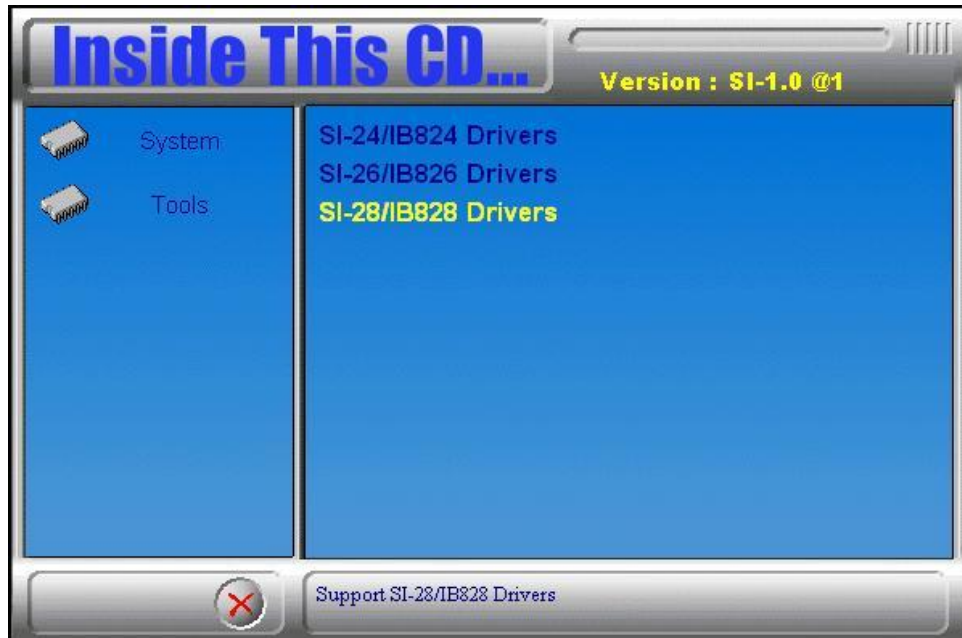 Inside This CD...
Version : SI-1.0 @1
System
Tools
SI-24/IB824 Drivers
SI-26/IB826 Drivers
SI-28/IB828 Drivers
Support SI-28/IB828 Drivers